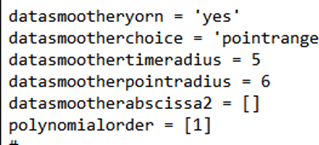 datasmootheryorn = 'yes'
datasmootherchoice = 'pointrange
datasmoothertimeradius = 5
datasmootherpointradius = 6
datasmootherabscissa2 = []
polynomialorder = [1]
#